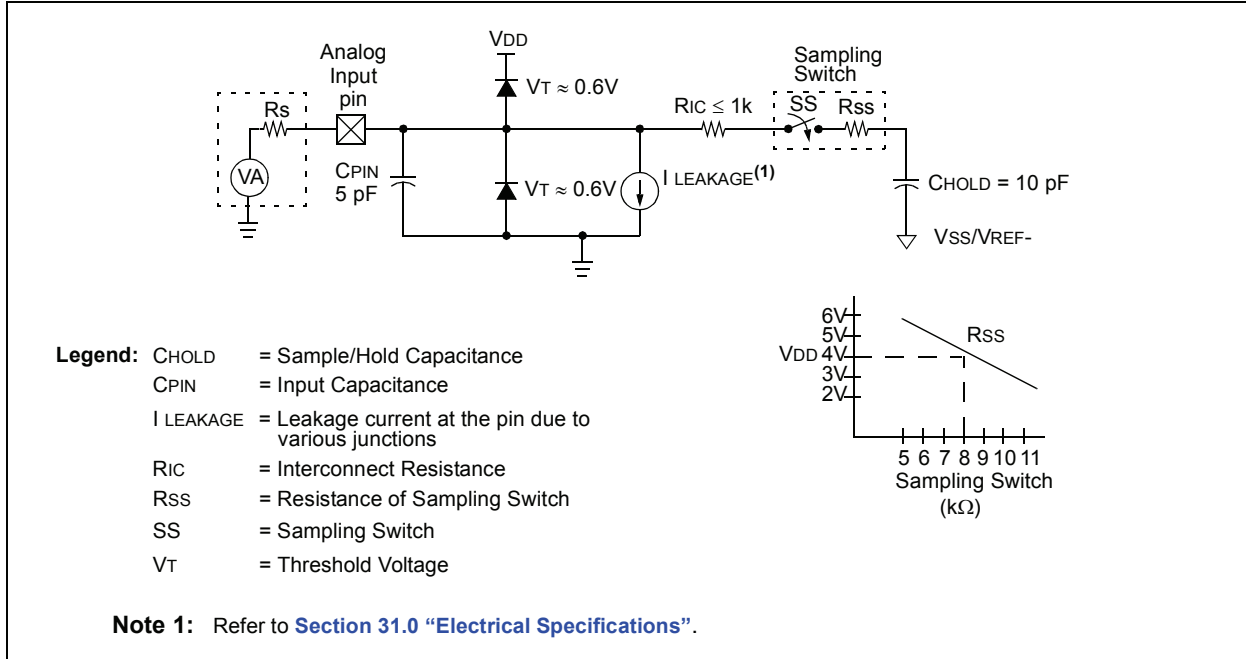 VDD
Analog
Input
pin
Sampling
Switch
VT ≈ 0.6V
Rs
RIC ≤ 1k
SS
Rss
VA
CPIN
5 pF
VT ≈ 0.6V
I LEAKAGE(1)
CHOLD = 10 pF
VSS/VREF-
6V
5V
VDD 4V
3V
2V
RSS
5 6 7 8 9 10 11
Sampling Switch
(kΩ)
Legend: CHOLD = Sample/Hold Capacitance
CPIN = Input Capacitance
I LEAKAGE = Leakage current at the pin due to
various junctions
RIC = Interconnect Resistance
RSS = Resistance of Sampling Switch
SS = Sampling Switch
VT = Threshold Voltage
Note 1: Refer to Section 31.0 “Electrical Specifications”.